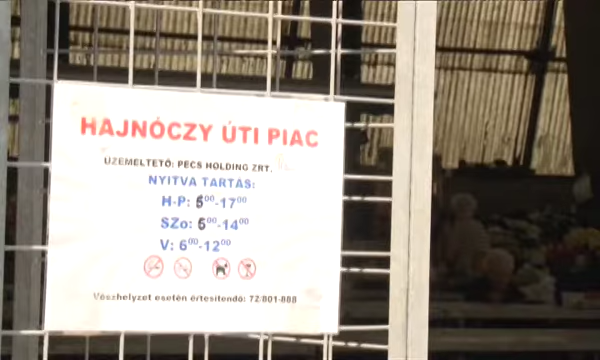 HAJNÓCZY ÚTI PIAC
ÜZEMELTETŐ: PÉCS HOLDING ZRT.
NYITVA TARTÁS:
H-P: 5⁰⁰-17⁰⁰
SZo: 5⁰⁰-14⁰⁰
V: 6⁰⁰-12⁰⁰
Vészhelyzet esetén értesítendő: 72/801-888